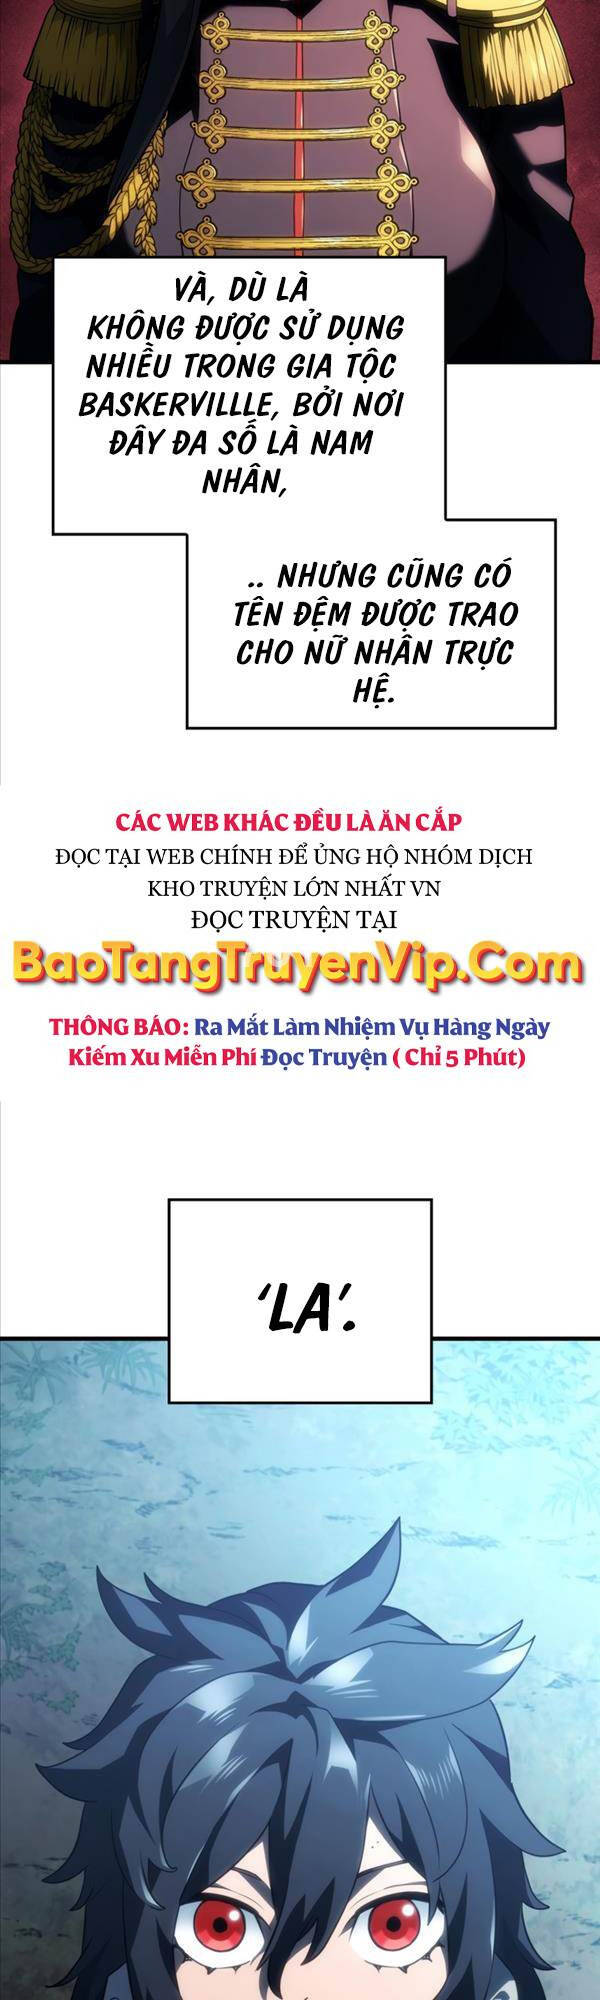 VÀ, DÙ LÀ
KHÔNG ĐƯỢC SỬ DỤNG
NHIỀU TRONG GIA TỘC
BASKERVILLLE, BỞI NƠI
ĐÂY ĐA SỐ LÀ NAM
NHÂN,
.. NHƯNG CŨNG CÓ
TÊN ĐỆM ĐƯỢC TRAO
CHO NỮ NHÂN TRỰC
HỆ.
CÁC WEB KHÁC ĐỀU LÀ ĂN CẮP
ĐỌC TẠI WEB CHÍNH ĐỂ ỦNG HỘ NHÓM DỊCH
KHO TRUYỆN LỚN NHẤT VN
ĐỌC TRUYỆN TẠI
BaoTangTruyenVip.Com
THÔNG BÁO: Ra Mắt Làm Nhiệm Vụ Hàng Ngày
Kiếm Xu Miễn Phí Đọc Truyện ( Chỉ 5 Phút)
'LA'.